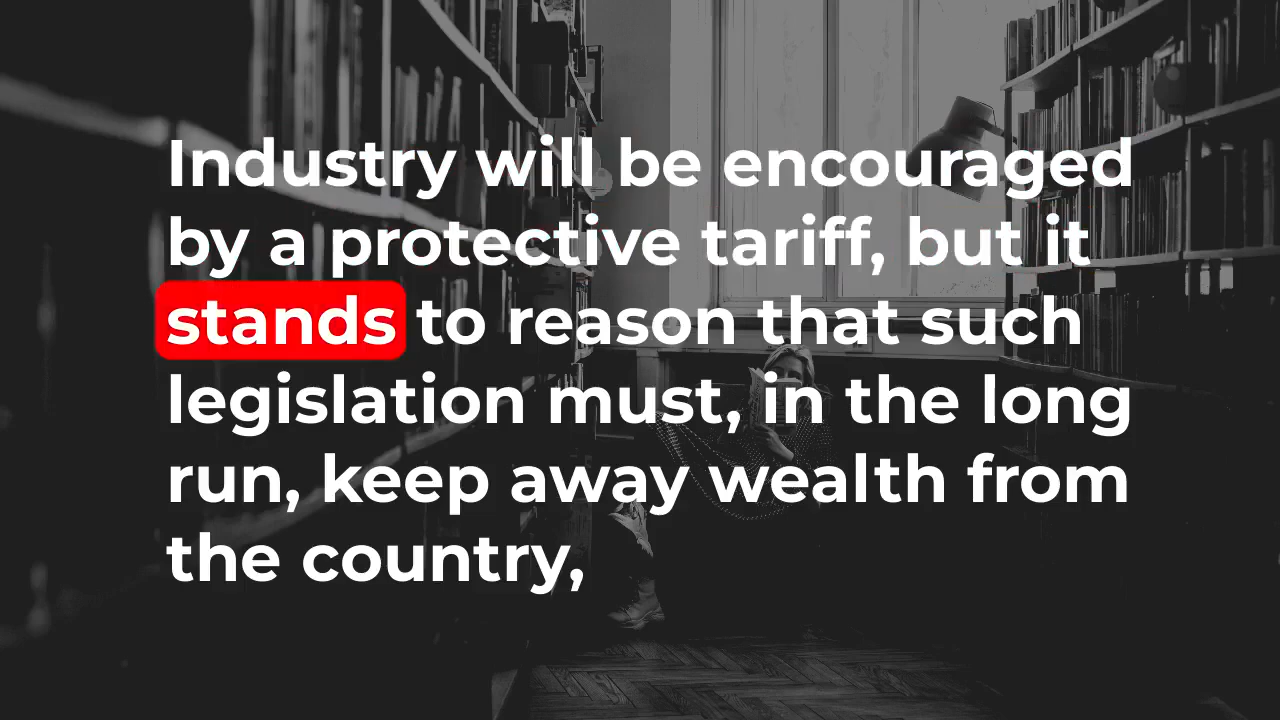 Industry will be encouraged
by a protective tariff, but it
stands to reason that such
legislation must, in the long
run, keep away wealth from
the country,